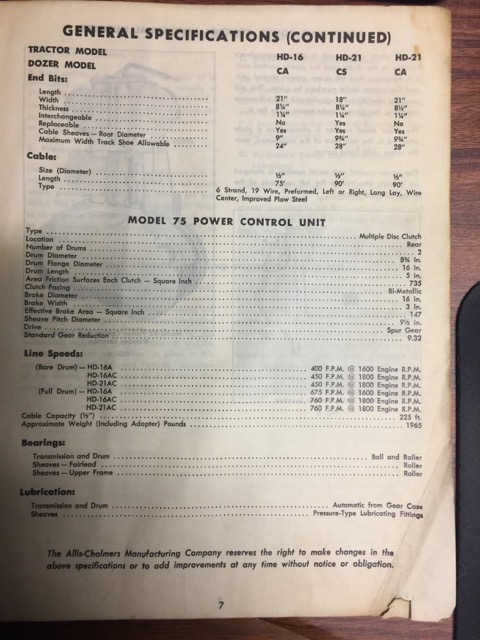 GENERAL SPECIFICATIONS (CONTINUED)
TRACTOR MODEL HD-16 HD-21 HD-21
DOZER MODEL CA CS CA
End Bits:
Length 21" 18" 21"
Width 8¼" 8¼" 8½"
Thickness 1¼" 1¼" 1¼"
Interchangeable No Yes No
Replaceable Yes Yes Yes
Cable Sheaves — Root Diameter 9" 9¾" 9¾"
Maximum Width Track Shoe Allowable 24" 28" 28"
Cable:
Size (Diameter) ½" ½" ½"
Length 75' 90' 90'
Type 6 Strand, 19 Wire, Preformed, Left or Right, Long Lay, Wire
Center, Improved Plow Steel
MODEL 75 POWER CONTROL UNIT
Type Multiple Disc Clutch
Location Rear
Number of Drums 2
Drum Diameter 8¾ in.
Drum Flange Diameter 16 in.
Drum Length 5 in.
Area Friction Surfaces Each Clutch — Square Inch 735
Clutch Facing Bi-Metallic
Brake Diameter 16 in.
Brake Width 3 in.
Effective Brake Area — Square Inch 147
Sheave Pitch Diameter 9½ in.
Drive Spur Gear
Standard Gear Reduction 9.32
Line Speeds:
(Bare Drum) — HD-16A 400 F.P.M. @ 1600 Engine R.P.M.
HD-16AC 450 F.P.M. @ 1800 Engine R.P.M.
HD-21AC 450 F.P.M. @ 1800 Engine R.P.M.
(Full Drum) — HD-16A 675 F.P.M. @ 1600 Engine R.P.M.
HD-16AC 760 F.P.M. @ 1800 Engine R.P.M.
HD-21AC 760 F.P.M. @ 1800 Engine R.P.M.
Cable Capacity (½") 225 ft.
Approximate Weight (Including Adapter) Pounds 1965
Bearings:
Transmission and Drum Ball and Roller
Sheaves — Fairlead Roller
Sheaves — Upper Frame Roller
Lubrication:
Transmission and Drum Automatic from Gear Case
Sheaves Pressure-Type Lubricating Fittings
The Allis-Chalmers Manufacturing Company reserves the right to make changes in the
above specifications or to add improvements at any time without notice or obligation.
7